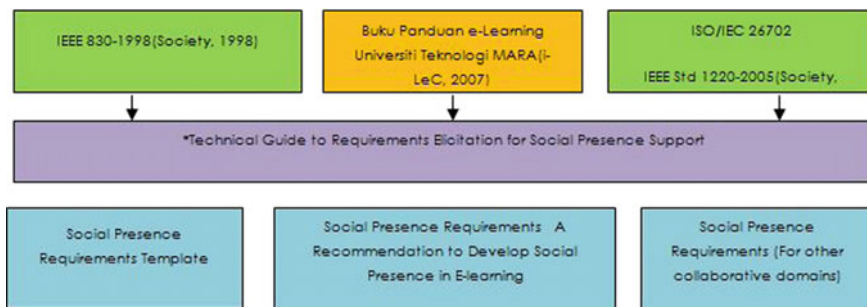 IEEE 830-1998(Society, 1998)
Buku Panduan e-Learning
Universiti Teknologi MARA(i-
LeC, 2007)
ISO/IEC 26702
IEEE Std 1220-2005(Society,
*Technical Guide to Requirements Elicitation for Social Presence Support
Social Presence
Requirements Template
Social Presence Requirements A
Recommendation to Develop Social
Presence in E-learning
Social Presence
Requirements (For other
collaborative domains)